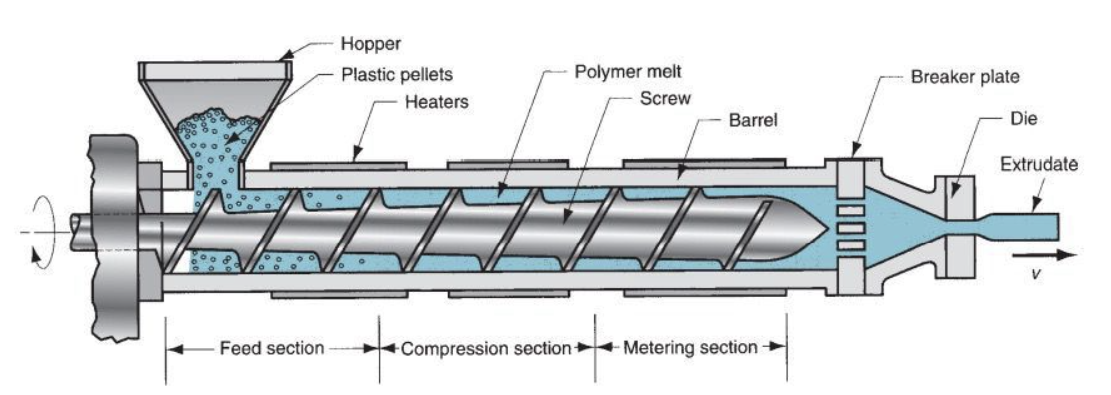 Hopper
Plastic pellets
Heaters
Polymer melt
Screw
Barrel
Breaker plate
Die
Extrudate
v
Feed section
Compression section
Metering section